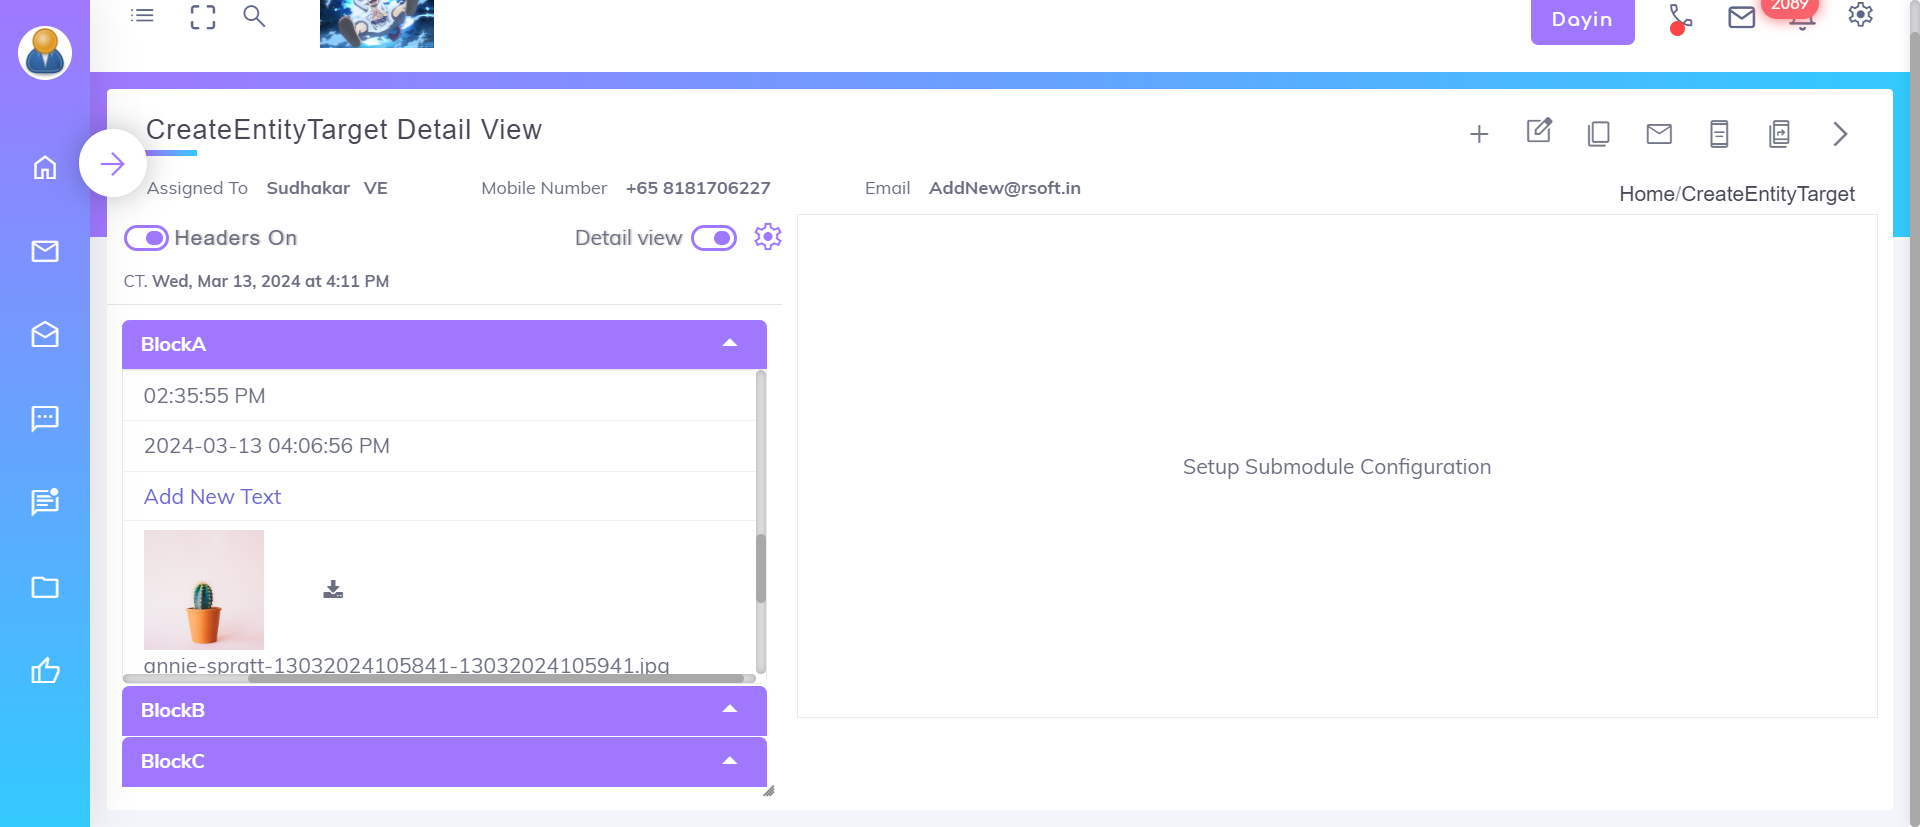 Dayin
2089
CreateEntityTarget Detail View
Assigned To Sudhakar VE Mobile Number +65 8181706227 Email AddNew@rsoft.in
Home/CreateEntityTarget
Headers On Detail view
CT. Wed, Mar 13, 2024 at 4:11 PM
BlockA
02:35:55 PM
2024-03-13 04:06:56 PM
Add New Text
annie-spratt-13032024105841-13032024105941.jpg
Setup Submodule Configuration
BlockB
BlockC